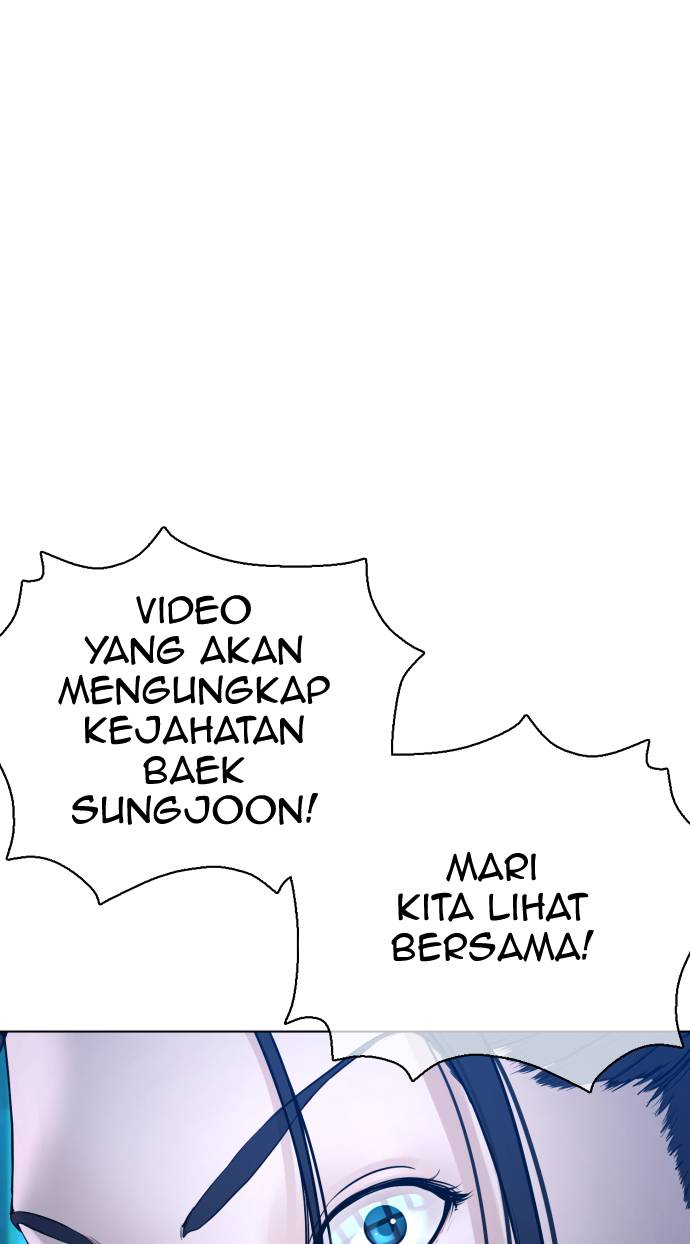 VIDEO
YANG AKAN
MENGUNGKAP
KEJAHATAN
BAEK
SUNGJOON!
MARI
KITA LIHAT
BERSAMA!